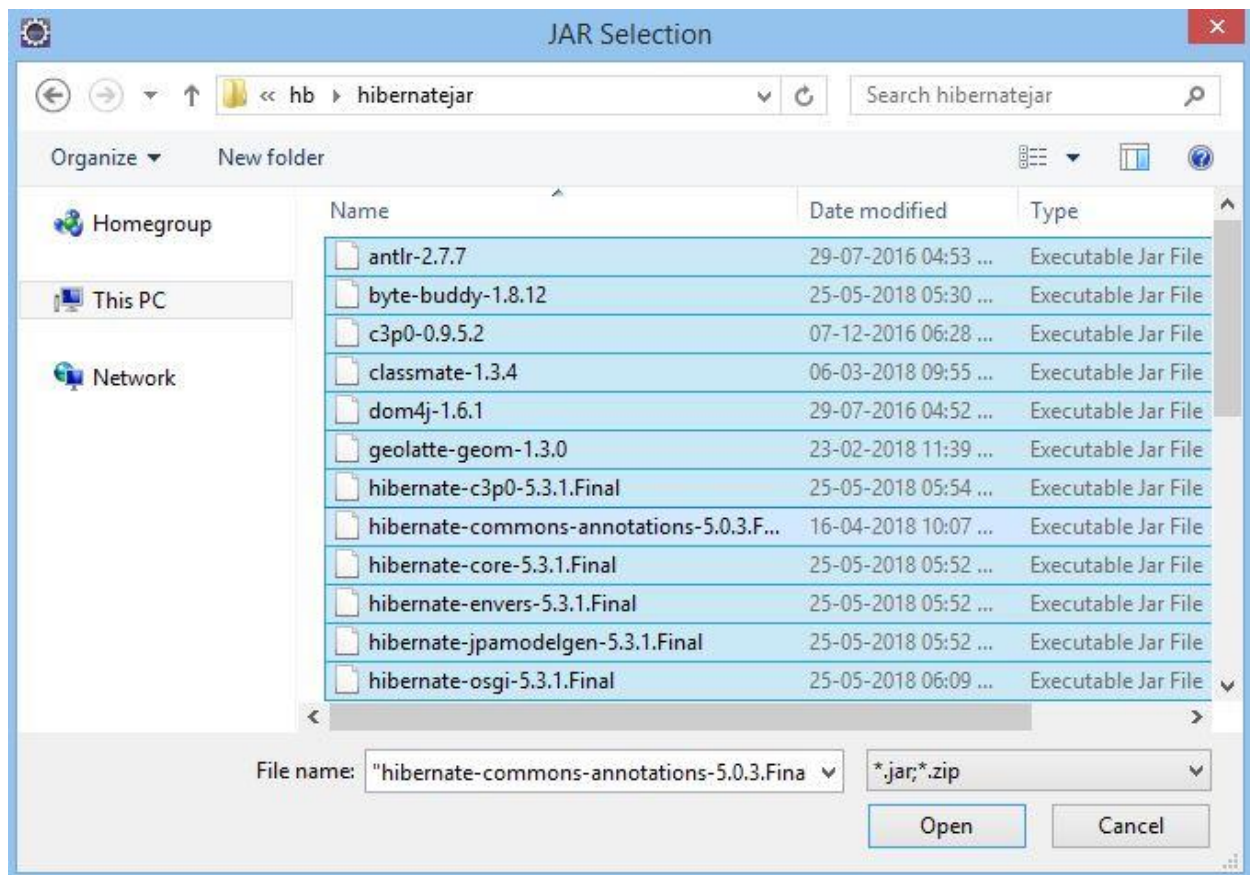 JAR Selection
« hb hibernatejar
Search hibernatejar
Organize New folder
Homegroup
This PC
Network
Name Date modified Type
antlr-2.7.7 29-07-2016 04:53 ... Executable Jar File
byte-buddy-1.8.12 25-05-2018 05:30 ... Executable Jar File
c3p0-0.9.5.2 07-12-2016 06:28 ... Executable Jar File
classmate-1.3.4 06-03-2018 09:55 ... Executable Jar File
dom4j-1.6.1 29-07-2016 04:52 ... Executable Jar File
geolatte-geom-1.3.0 23-02-2018 11:39 ... Executable Jar File
hibernate-c3p0-5.3.1.Final 25-05-2018 05:54 ... Executable Jar File
hibernate-commons-annotations-5.0.3.F... 16-04-2018 10:07 ... Executable Jar File
hibernate-core-5.3.1.Final 25-05-2018 05:52 ... Executable Jar File
hibernate-envers-5.3.1.Final 25-05-2018 05:52 ... Executable Jar File
hibernate-jpamodelgen-5.3.1.Final 25-05-2018 05:52 ... Executable Jar File
hibernate-osgi-5.3.1.Final 25-05-2018 06:09 ... Executable Jar File
File name: "hibernate-commons-annotations-5.0.3.Fina *.jar;*.zip
Open Cancel